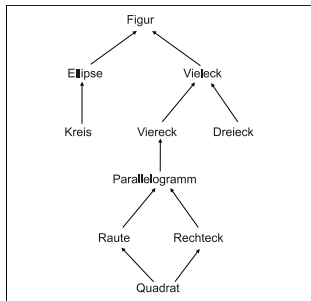 Figur
Ellipse Vieleck
Kreis Viereck Dreieck
Parallelogramm
Raute Rechteck
Quadrat